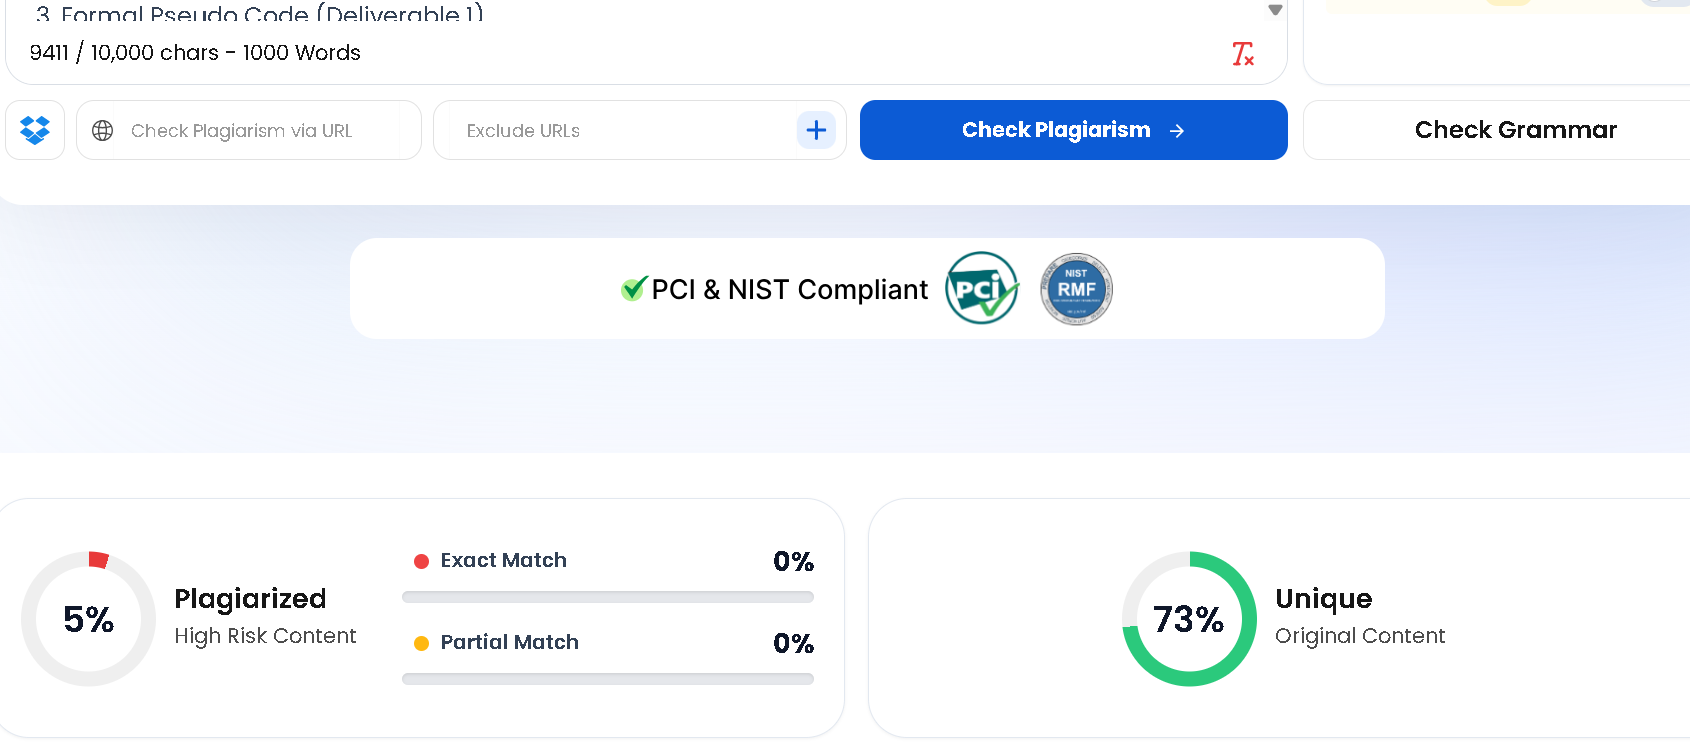 3. Formal Pseudo Code (Deliverable 1)
9411 / 10,000 chars - 1000 Words
Check Plagiarism via URL
Exclude URLs
Check Plagiarism
Check Grammar
PCI & NIST Compliant
PCi
NIST
RMF
5%
Plagiarized
High Risk Content
Exact Match 0%
Partial Match 0%
73%
Unique
Original Content